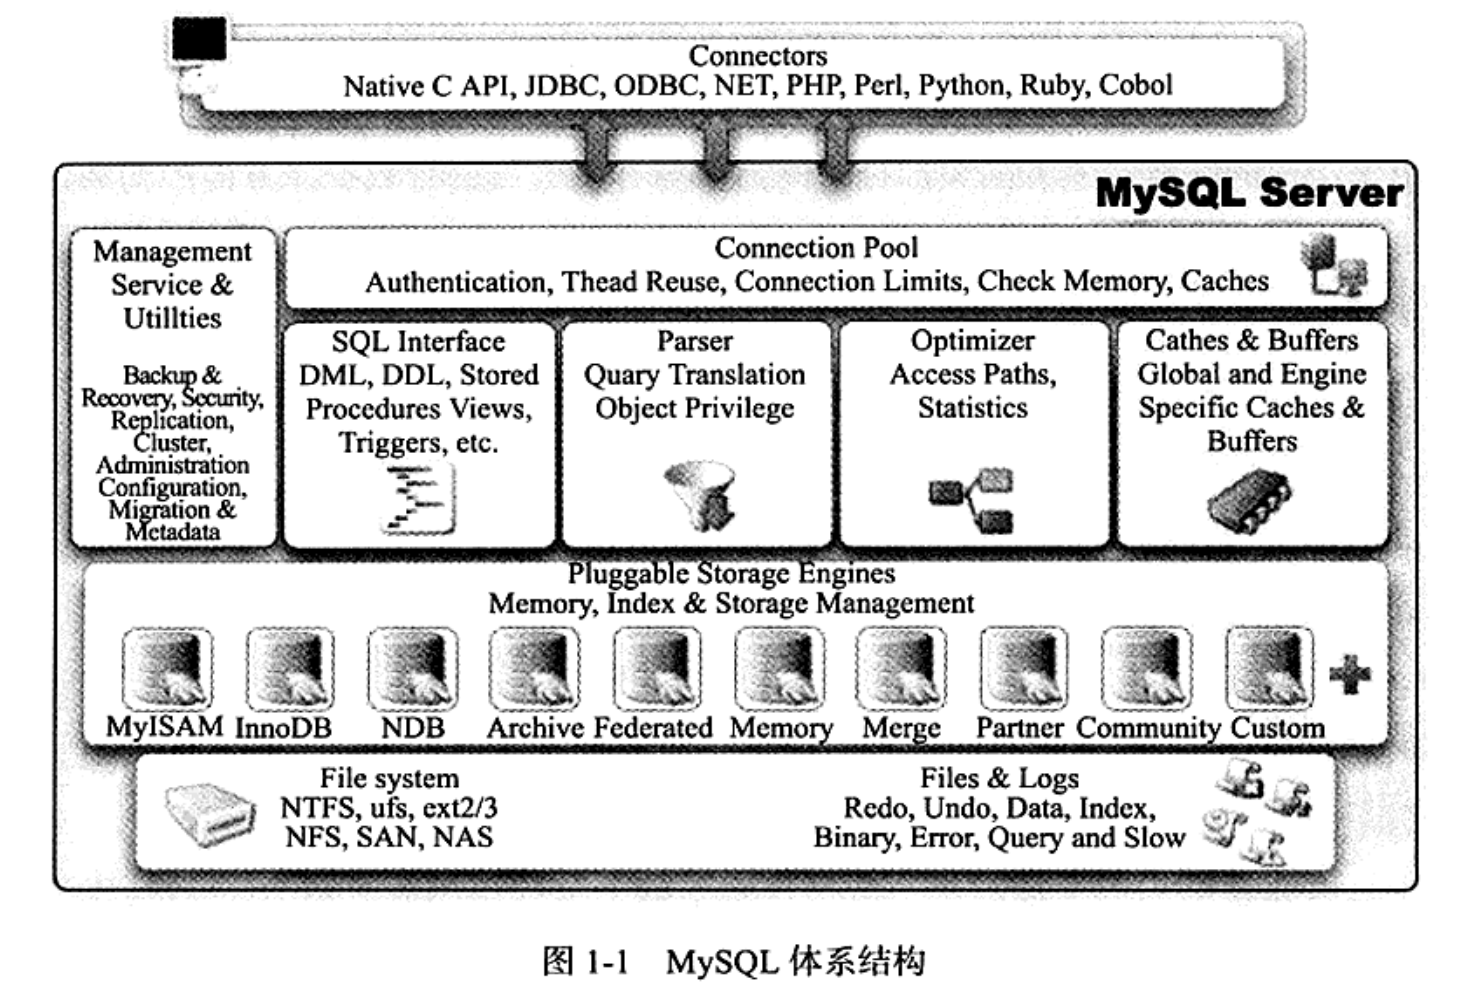 Connectors
Native C API, JDBC, ODBC, NET, PHP, Perl, Python, Ruby, Cobol
MySQL Server
Management
Service &
Utillties
Backup &
Recovery, Security,
Replication,
Cluster,
Administration
Configuration,
Migration &
Metadata
Connection Pool
Authentication, Thead Reuse, Connection Limits, Check Memory, Caches
SQL Interface
DML, DDL, Stored
Procedures Views,
Triggers, etc.
Parser
Quary Translation
Object Privilege
Optimizer
Access Paths,
Statistics
Cathes & Buffers
Global and Engine
Specific Caches &
Buffers
Pluggable Storage Engines
Memory, Index & Storage Management
MyISAM InnoDB NDB Archive Federated Memory Merge Partner Community Custom
File system
NTFS, ufs, ext2/3
NFS, SAN, NAS
Files & Logs
Redo, Undo, Data, Index,
Binary, Error, Query and Slow
图 1-1 MySQL 体系结构